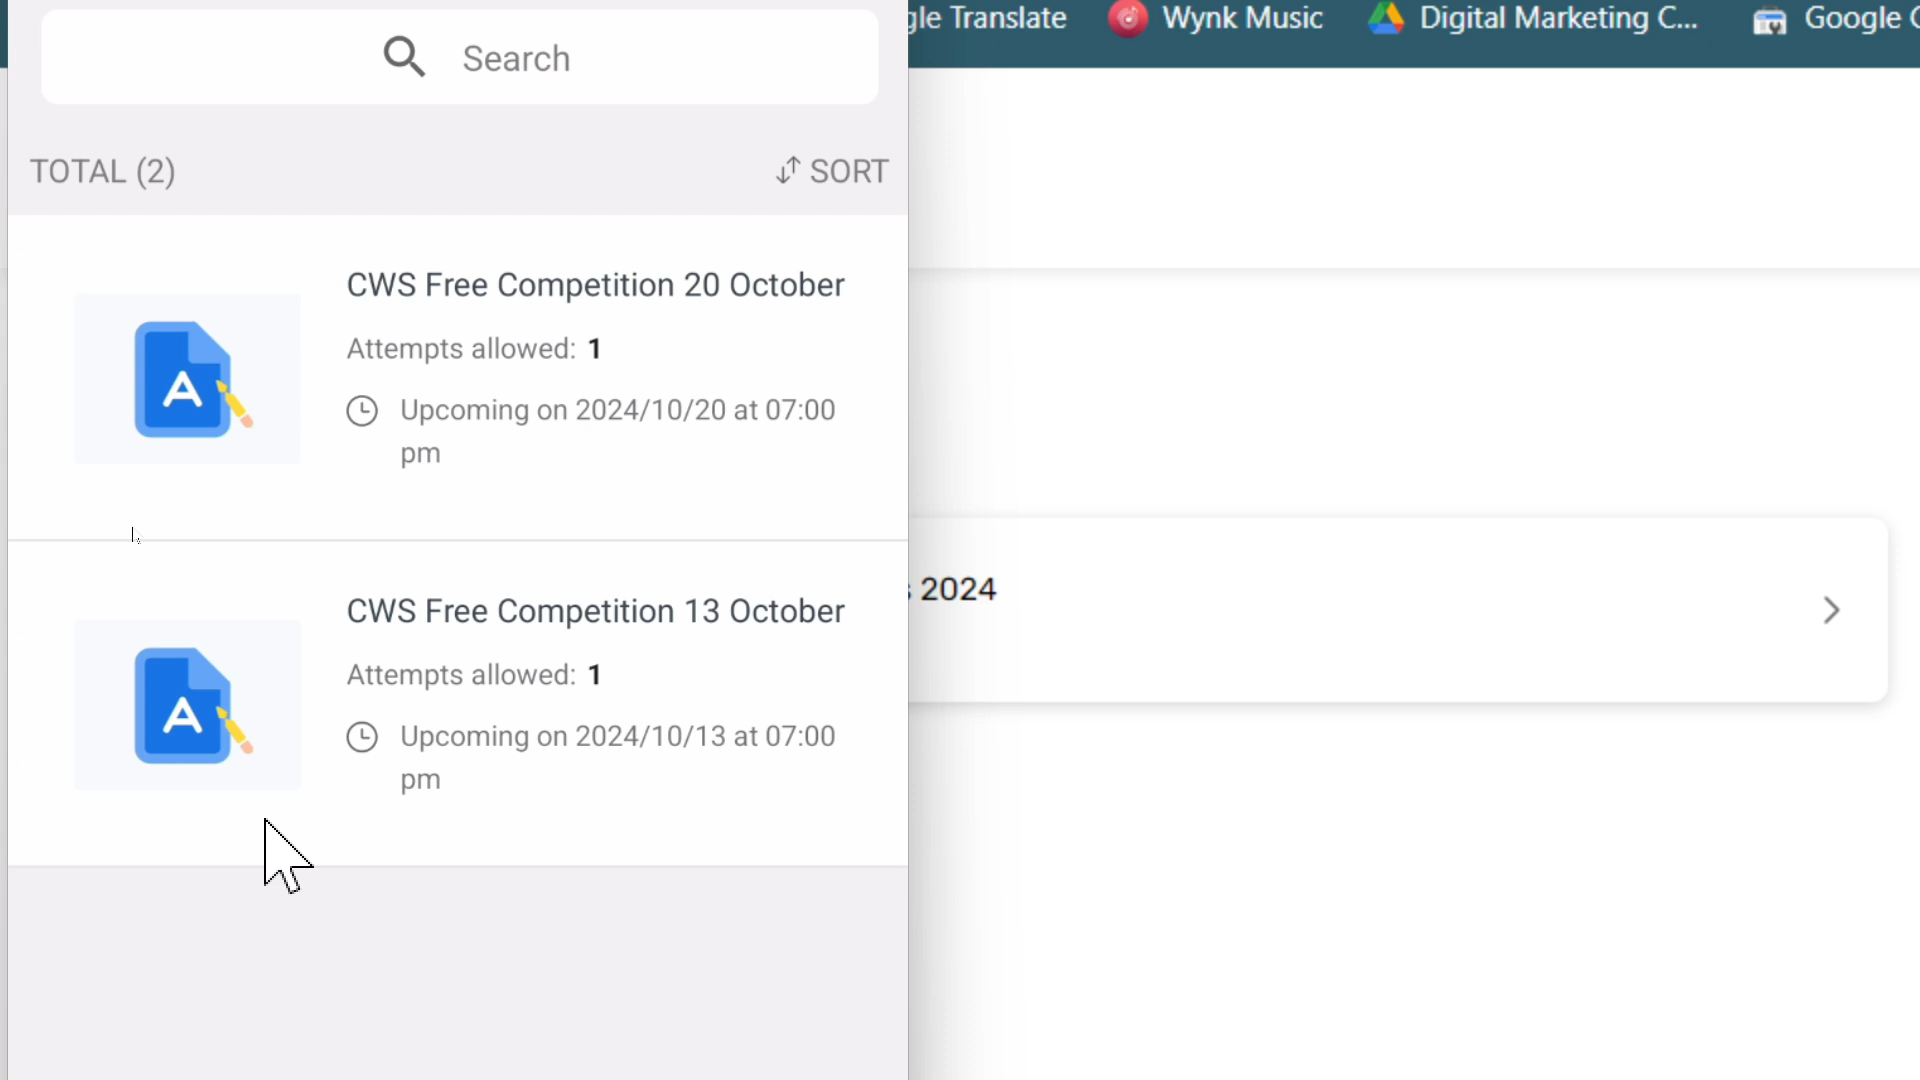 gle Translate
Wynk Music
Digital Marketing C...
Google
Search
TOTAL (2)
SORT
CWS Free Competition 20 October
Attempts allowed: 1
Upcoming on 2024/10/20 at 07:00
pm
CWS Free Competition 13 October
Attempts allowed: 1
Upcoming on 2024/10/13 at 07:00
pm
2024